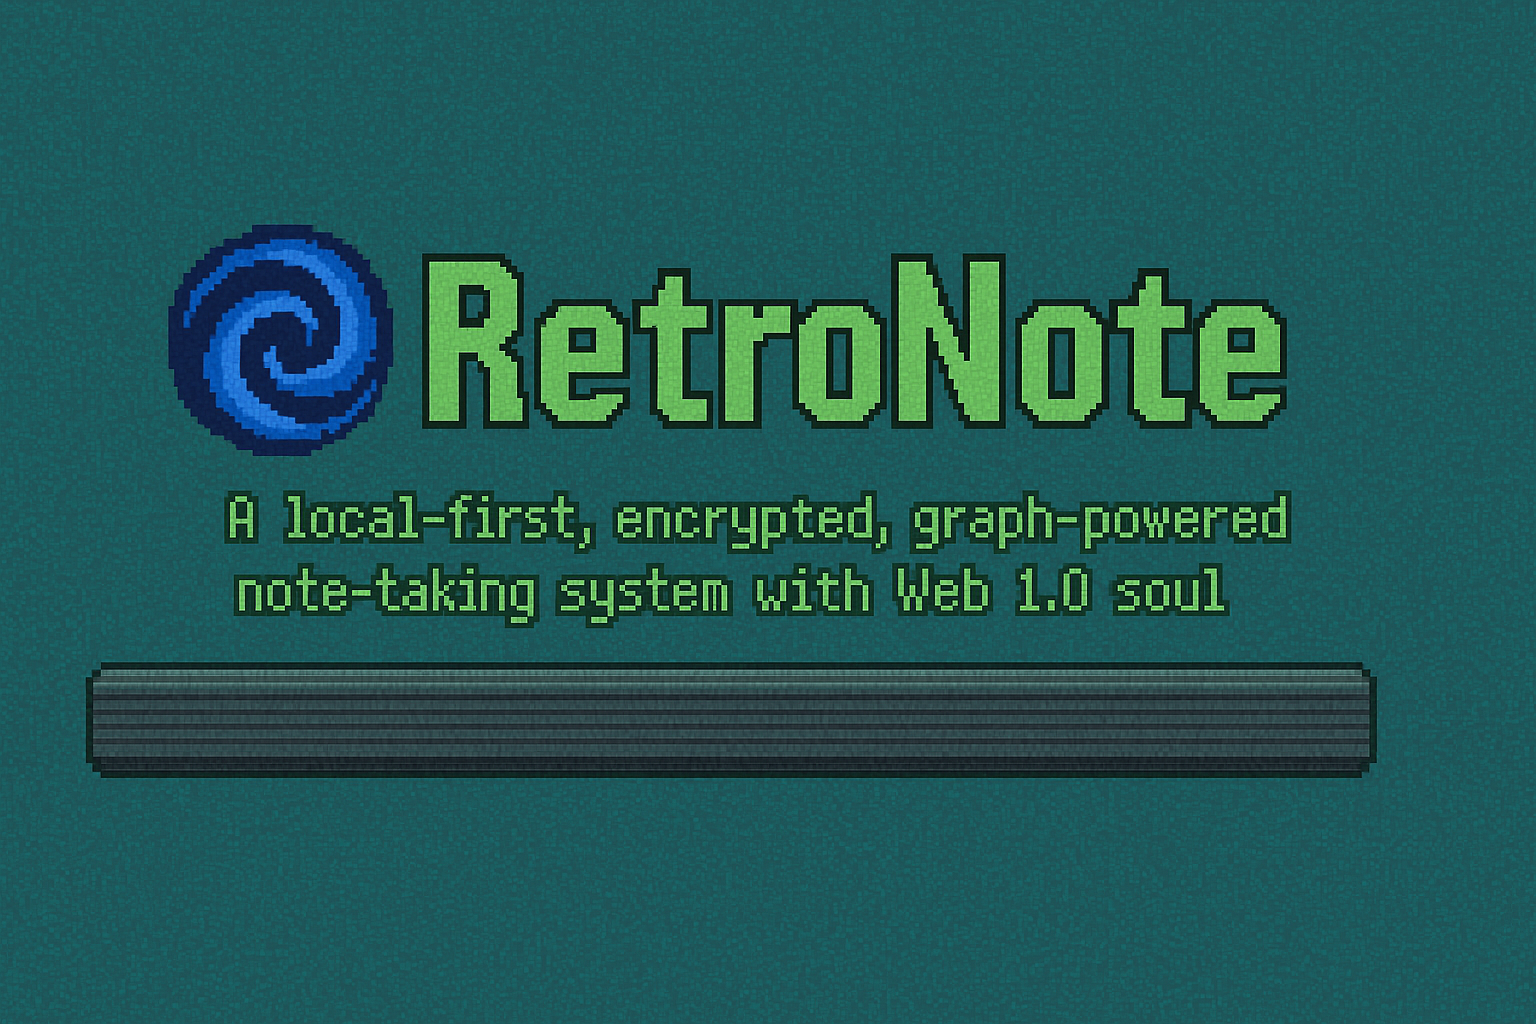 RetroNote
A local-first, encrypted, graph-powered
note-taking system with Web 1.0 soul